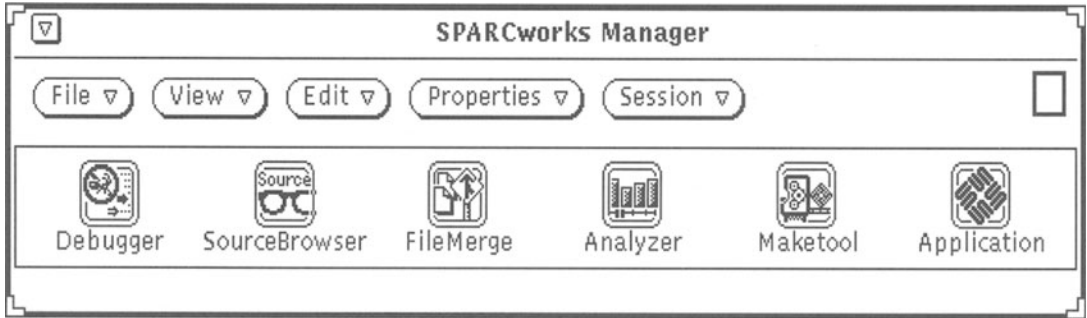 SPARCworks Manager
File View Edit Properties Session
Source
Debugger SourceBrowser FileMerge Analyzer Maketool Application